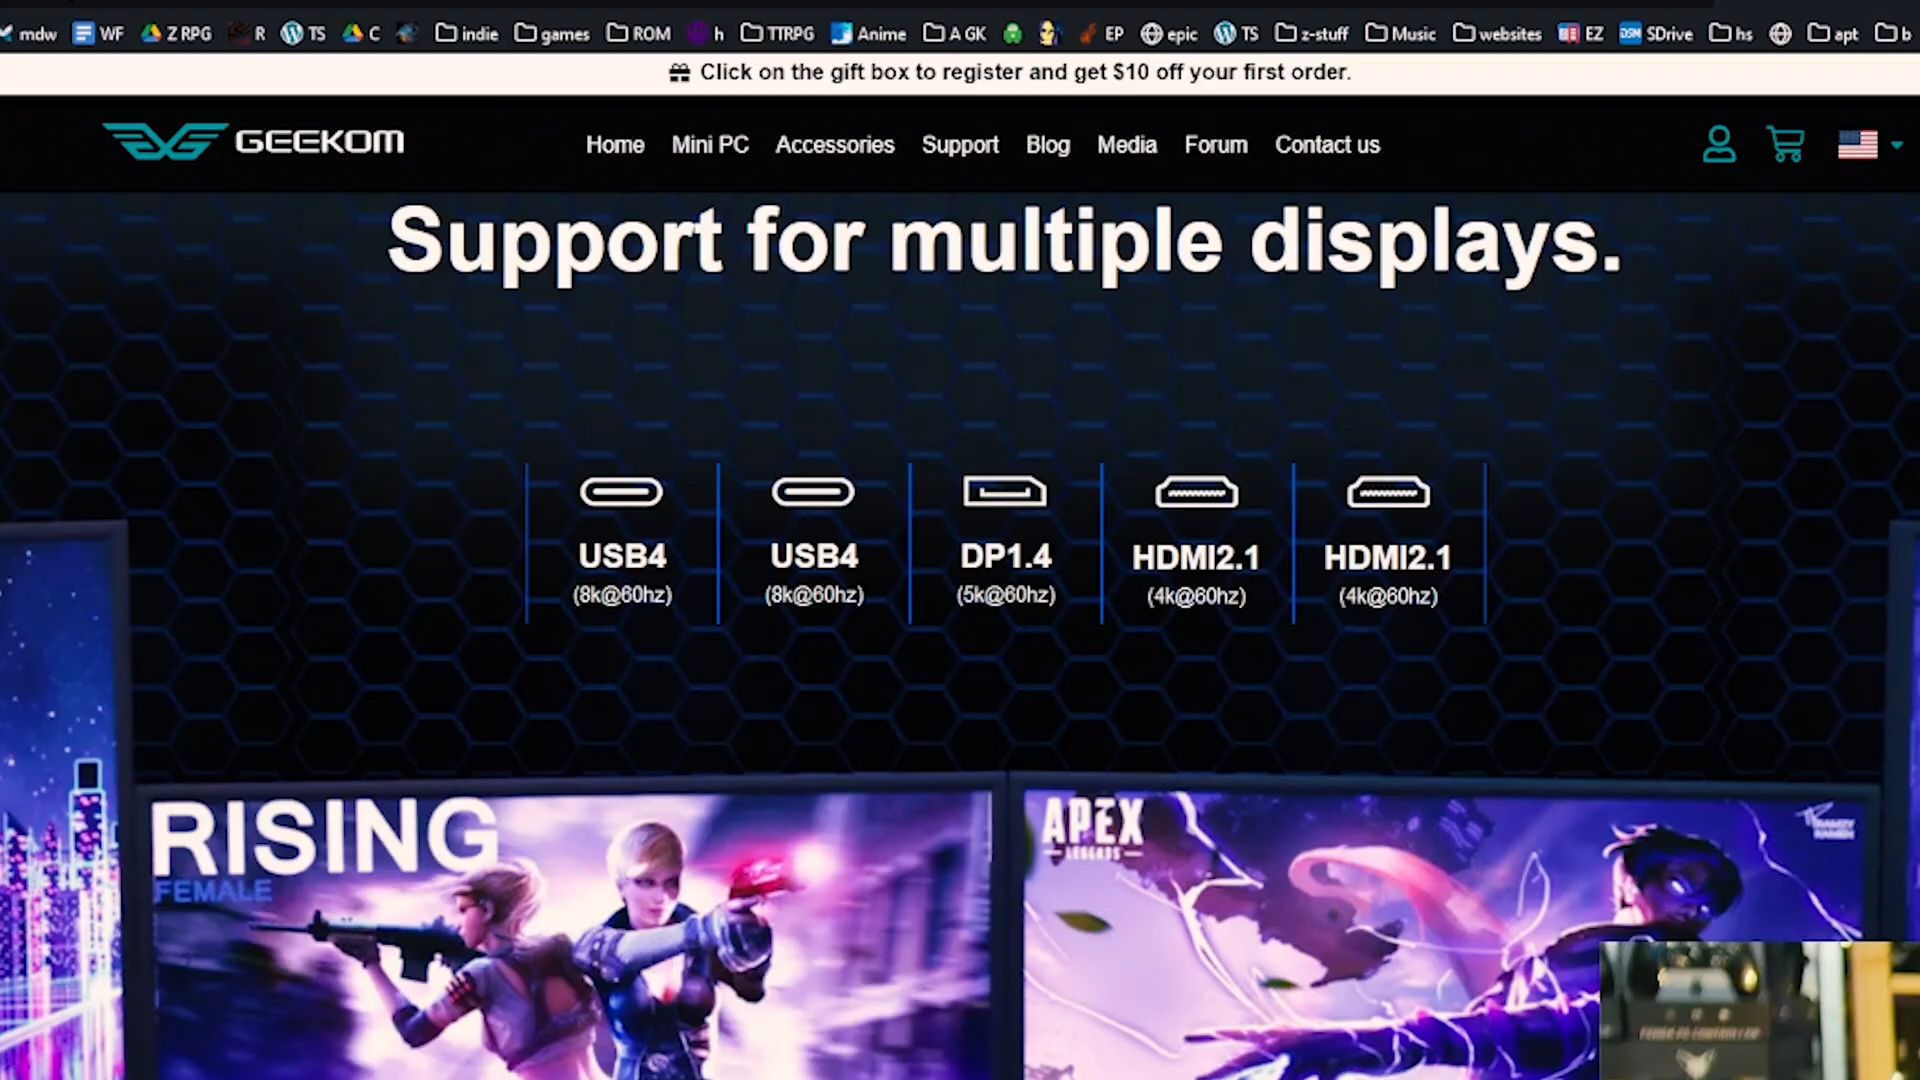 mdw WF Z RPG R TS C indie games ROM h TTRPG Anime A GK EP epic TS z-stuff Music websites EZ DSM SDrive hs apt b
Click on the gift box to register and get $10 off your first order.
GEEKOM Home Mini PC Accessories Support Blog Media Forum Contact us
Support for multiple displays.
USB4 USB4 DP1.4 HDMI2.1 HDMI2.1
(8k@60hz) (8k@60hz) (5k@60hz) (4k@60hz) (4k@60hz)
RISING
FEMALE
APEX
LEGENDS